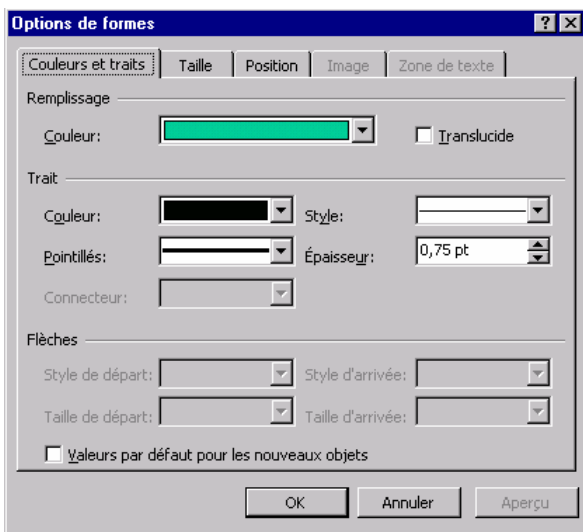 Options de formes
Couleurs et traits Taille Position Image Zone de texte
Remplissage
Couleur: Translucide
Trait
Couleur: Style:
Pointillés: Épaisseur: 0,75 pt
Connecteur:
Flèches
Style de départ: Style d'arrivée:
Taille de départ: Taille d'arrivée:
Valeurs par défaut pour les nouveaux objets
OK Annuler Aperçu